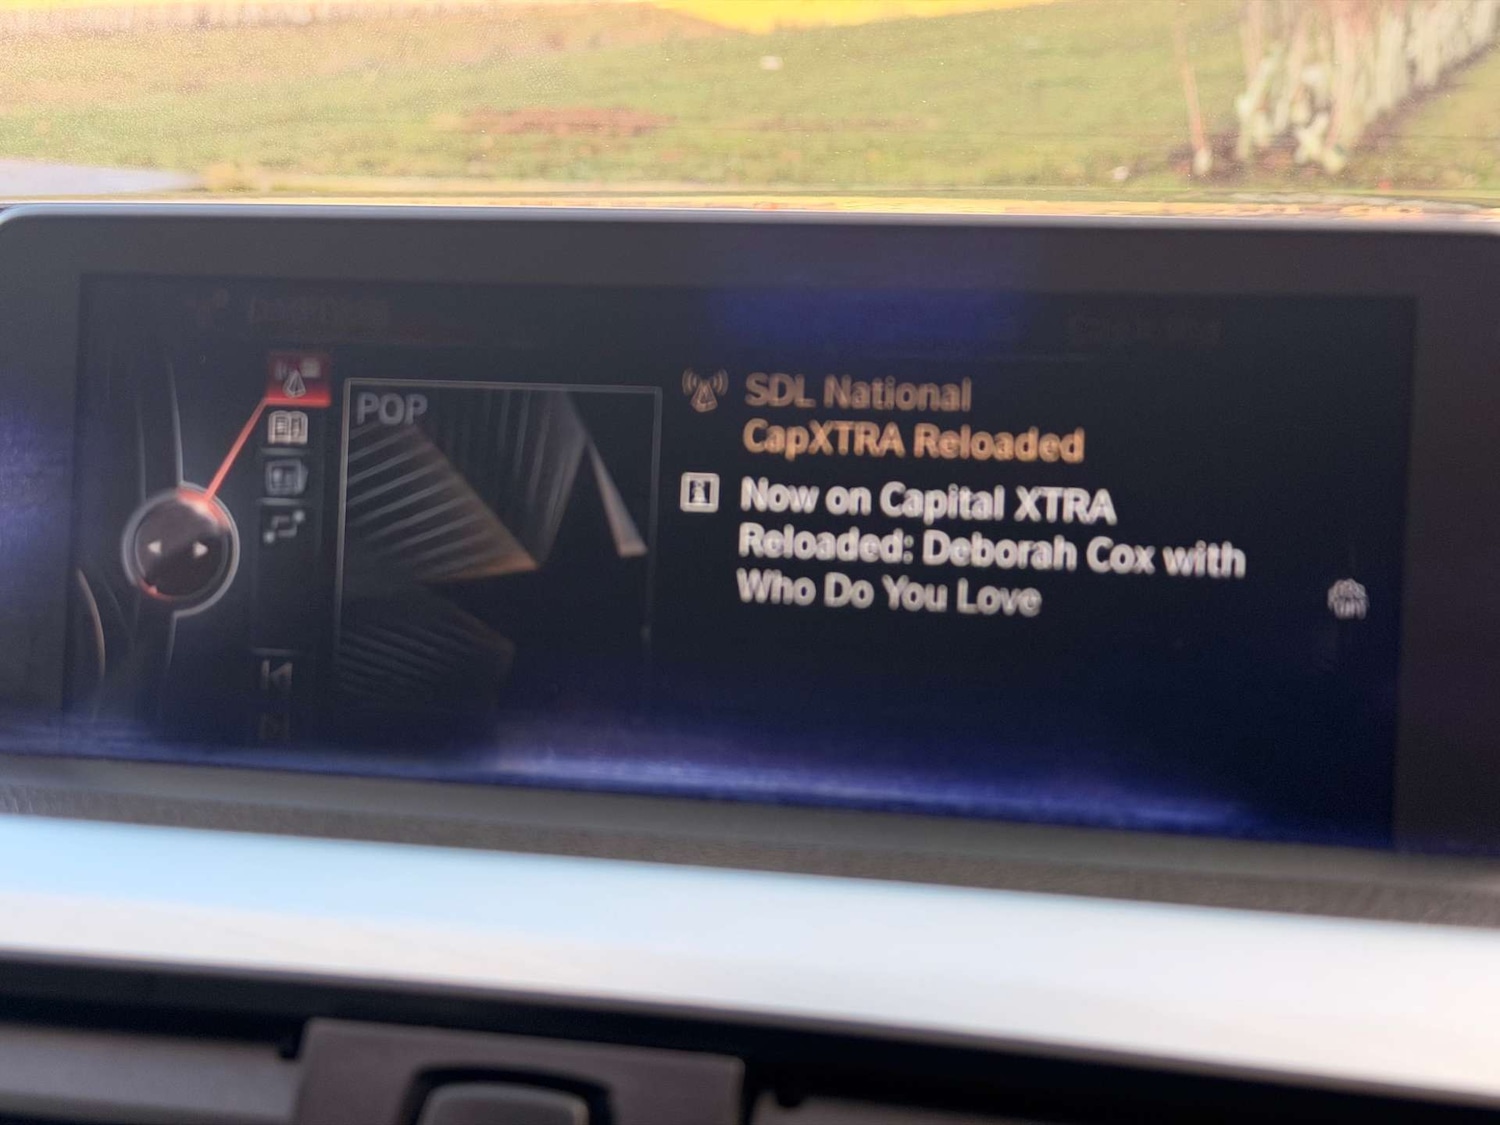 POP
SDL National
CapXTRA Reloaded
Now on Capital XTRA
Reloaded: Deborah Cox with
Who Do You Love